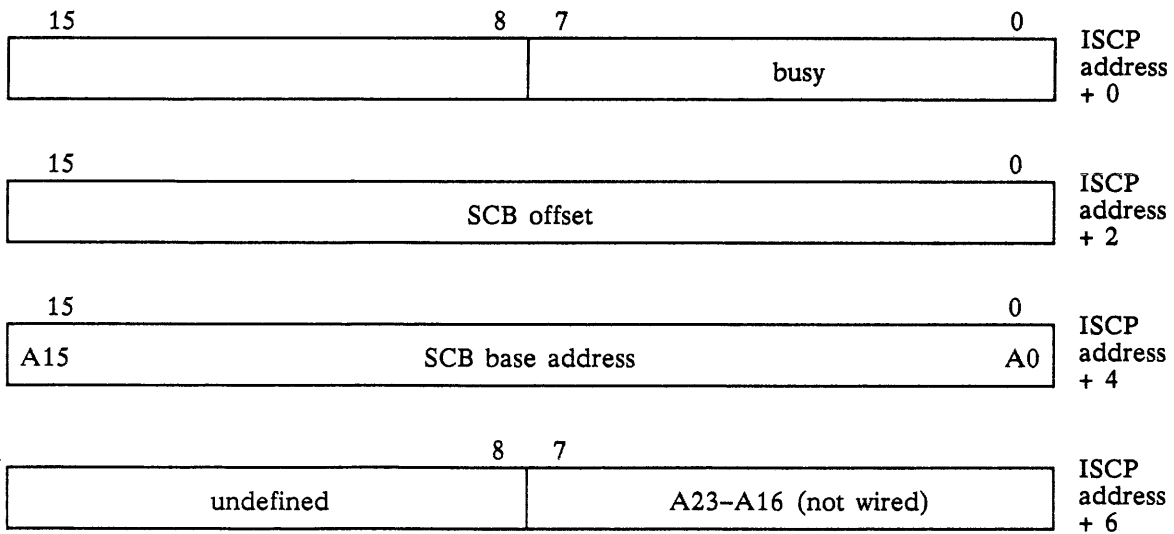 15 8 7 0
busy
ISCP
address
+ 0
15 0
SCB offset
ISCP
address
+ 2
15 0
A15 SCB base address A0
ISCP
address
+ 4
8 7
undefined A23–A16 (not wired)
ISCP
address
+ 6